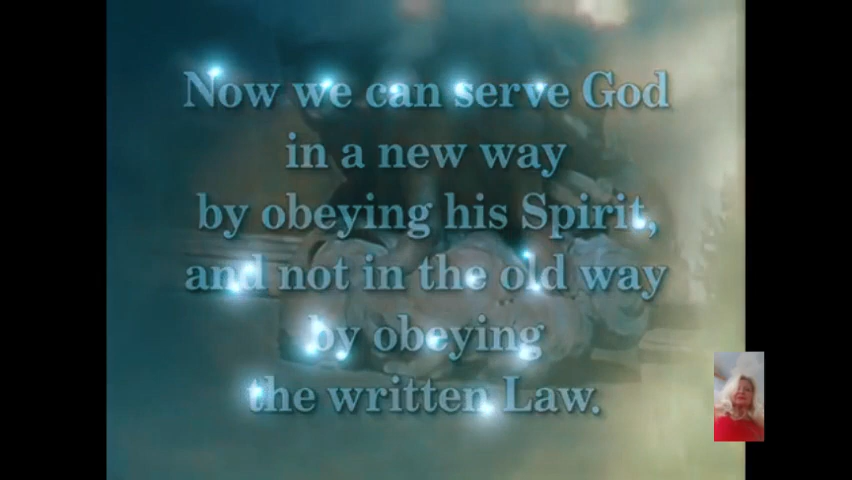 Now we can serve God
in a new way
by obeying his Spirit,
and not in the old way
by obeying
the written Law.